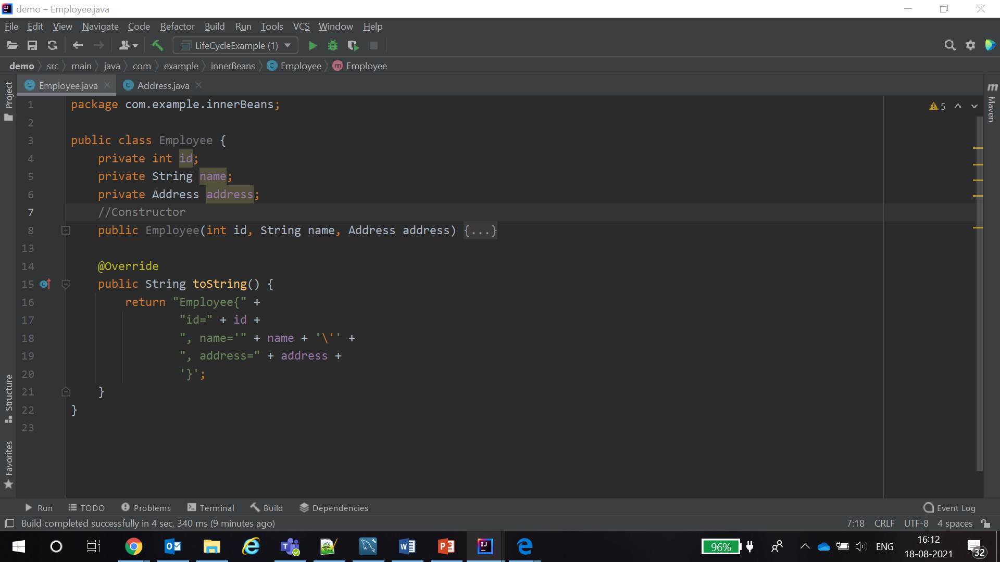 demo – Employee.java
File Edit View Navigate Code Refactor Build Run Tools VCS Window Help
LifeCycleExample (1)
demo src main java com example innerBeans Employee Employee
Employee.java Address.java
Project
Structure
Favorites
Maven
5
1 package com.example.innerBeans;
2
3 public class Employee {
4 private int id;
5 private String name;
6 private Address address;
7 //Constructor
8 public Employee(int id, String name, Address address) {...}
13
14 @Override
15 public String toString() {
16 return "Employee{" +
17 "id=" + id +
18 ", name='" + name + '\'' +
19 ", address=" + address +
20 '}';
21 }
22 }
23
Run TODO Problems Terminal Build Dependencies Event Log
Build completed successfully in 4 sec, 340 ms (9 minutes ago) 7:18 CRLF UTF-8 4 spaces
96% ENG 16:12
18-08-2021 32